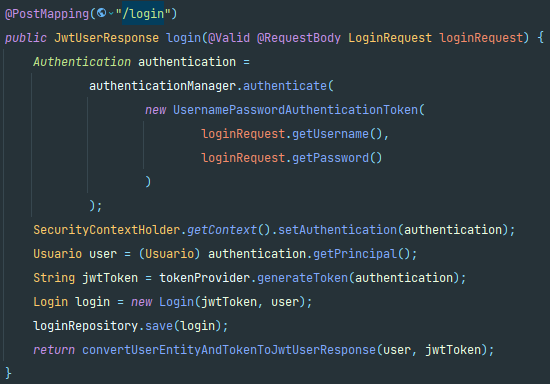 @PostMapping("/login")
public JwtUserResponse login(@Valid @RequestBody LoginRequest loginRequest) {
Authentication authentication =
authenticationManager.authenticate(
new UsernamePasswordAuthenticationToken(
loginRequest.getUsername(),
loginRequest.getPassword()
)
);
SecurityContextHolder.getContext().setAuthentication(authentication);
Usuario user = (Usuario) authentication.getPrincipal();
String jwtToken = tokenProvider.generateToken(authentication);
Login login = new Login(jwtToken, user);
loginRepository.save(login);
return convertUserEntityAndTokenToJwtUserResponse(user, jwtToken);
}